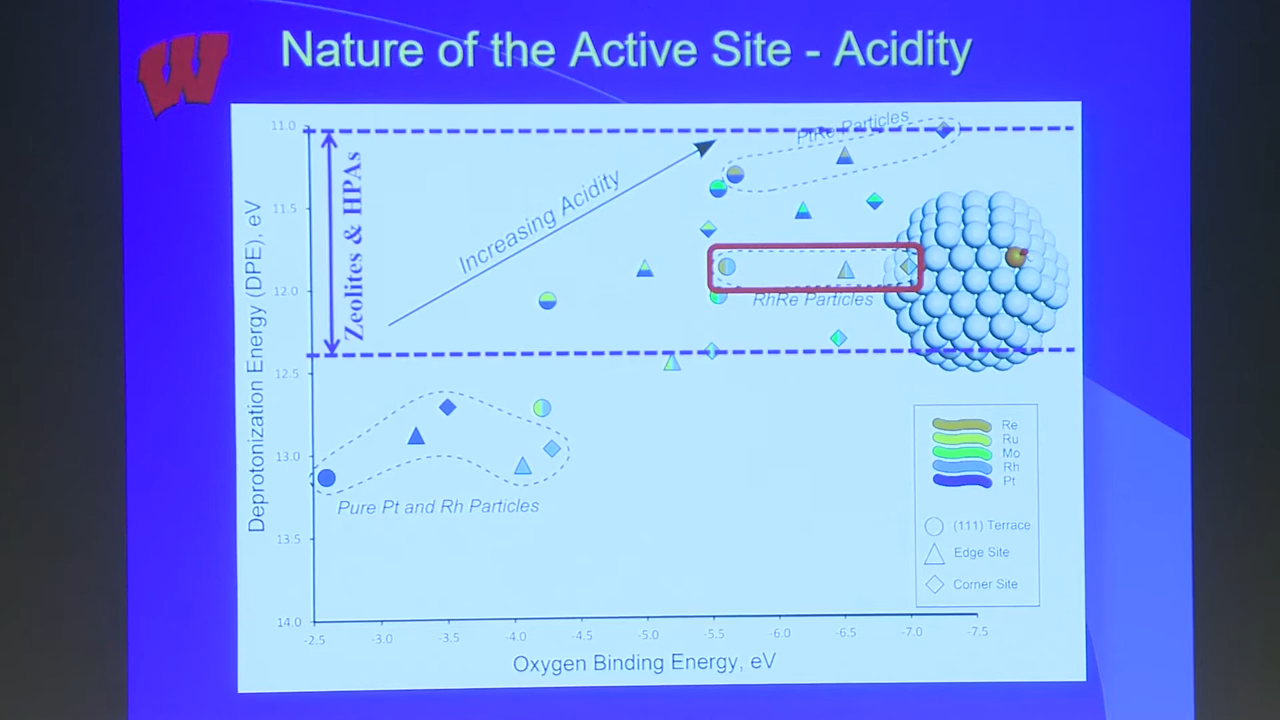 W
Nature of the Active Site - Acidity
11.0
11.5
12.0
12.5
13.0
13.5
14.0
Deprotonization Energy (DPE), eV
Zeolites & HPAs
Increasing Acidity
PtRe Particles
RhRe Particles
Pure Pt and Rh Particles
Re
Ru
Mo
Rh
Pt
(111) Terrace
Edge Site
Corner Site
-2.5 -3.0 -3.5 -4.0 -4.5 -5.0 -5.5 -6.0 -6.5 -7.0 -7.5
Oxygen Binding Energy, eV